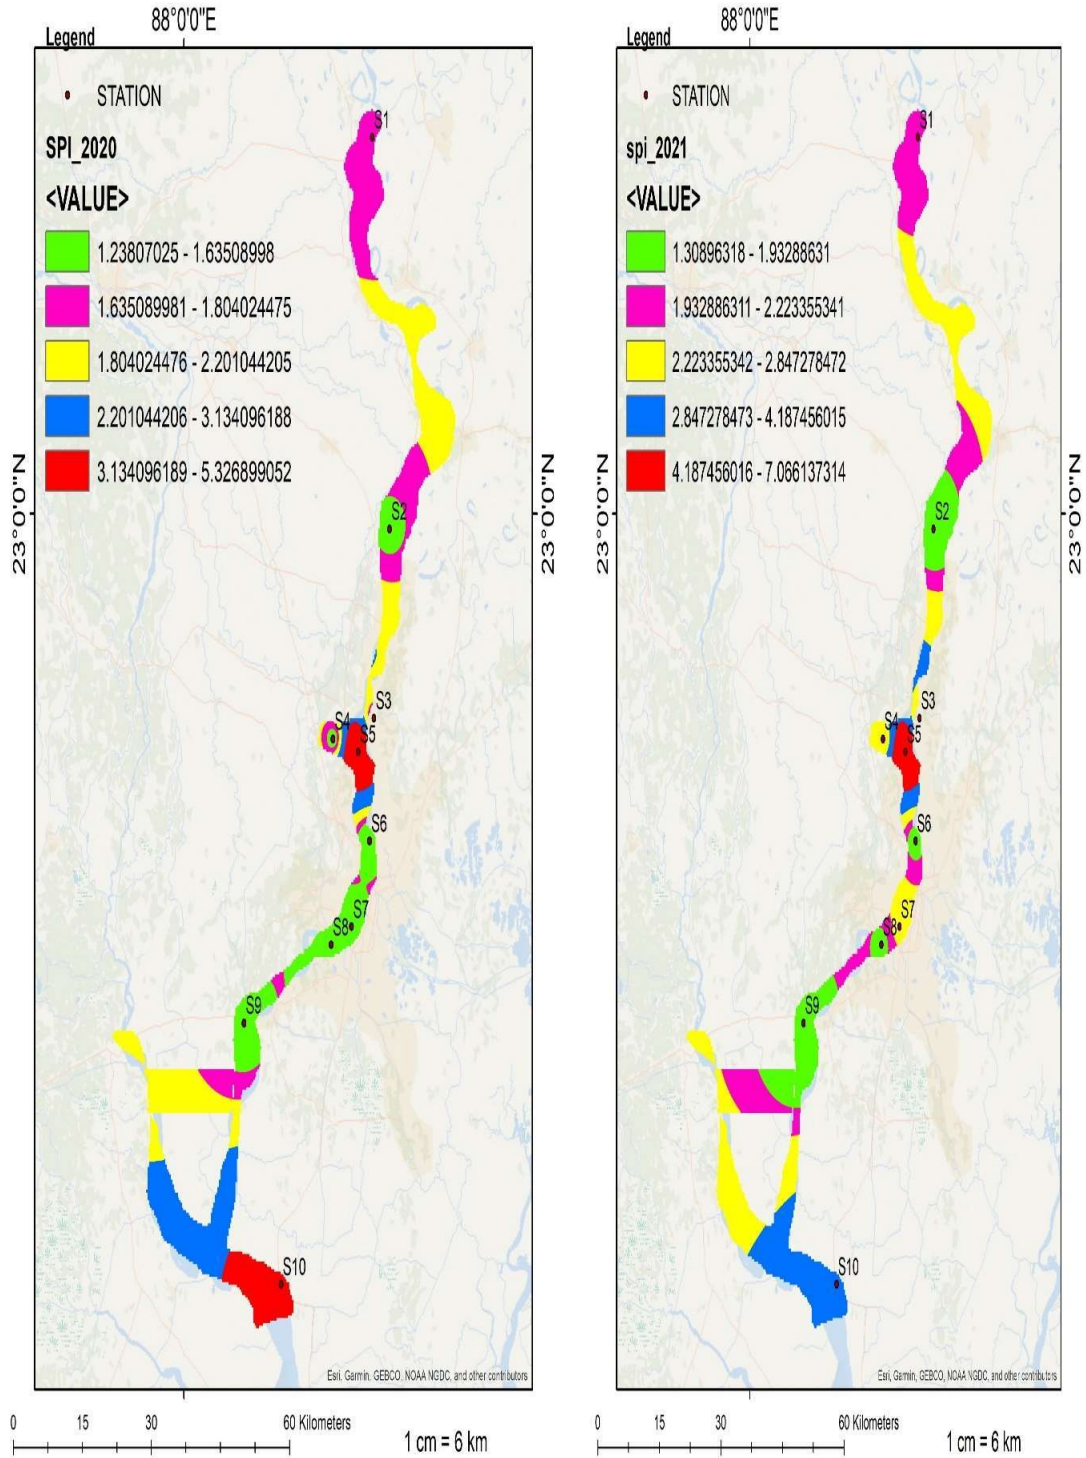 88°0'0"E
Legend
STATION
SPI_2020
<VALUE>
1.23807025 - 1.63508998
1.635089981 - 1.804024475
1.804024476 - 2.201044205
2.201044206 - 3.134096188
3.134096189 - 5.326899052
23°0'0"N
23°0'0"N
S1
S2
S3
S4
S5
S6
S7
S8
S9
S10
Esri, Garmin, GEBCO, NOAA NGDC, and other contributors
0 15 30 60 Kilometers
1 cm = 6 km
88°0'0"E
Legend
STATION
spi_2021
<VALUE>
1.30896318 - 1.93288631
1.932886311 - 2.223355341
2.223355342 - 2.847278472
2.847278473 - 4.187456015
4.187456016 - 7.066137314
23°0'0"N
23°0'0"N
S1
S2
S3
S4
S5
S6
S7
S8
S9
S10
Esri, Garmin, GEBCO, NOAA NGDC, and other contributors
0 15 30 60 Kilometers
1 cm = 6 km